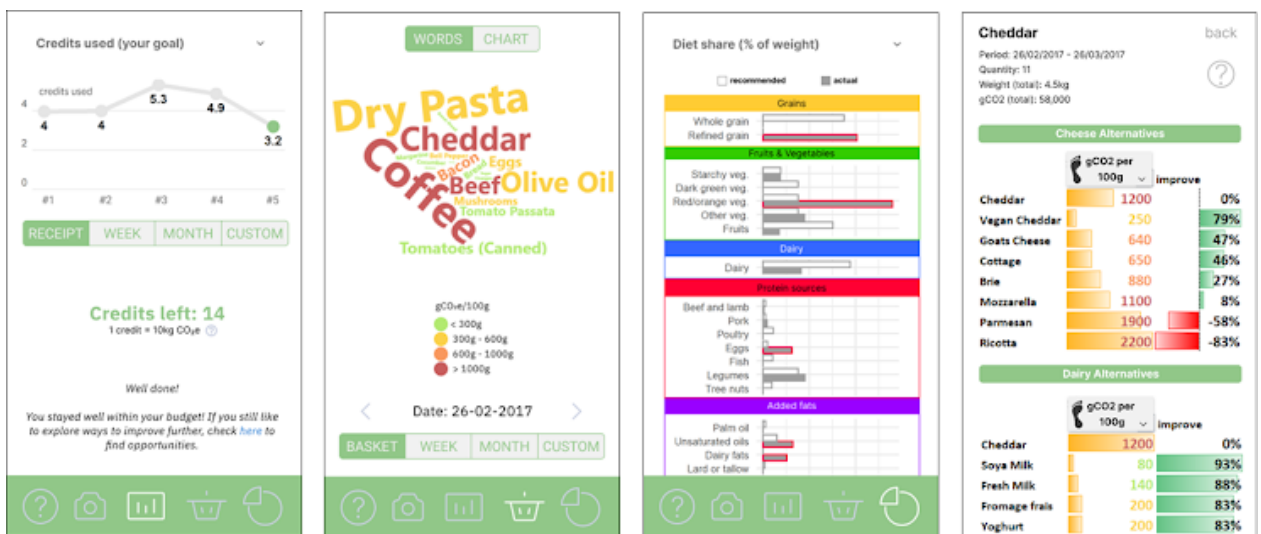 Credits used (your goal)
credits used
4
2
0
4
4
5.3
4.9
3.2
#1 #2 #3 #4 #5
RECEIPT WEEK MONTH CUSTOM
Credits left: 14
1 credit = 10kg CO₂e ?
Well done!
You stayed well within your budget! If you still like
to explore ways to improve further, check here to
find opportunities.
?
WORDS CHART
Dry Pasta
Cheddar
Coffee
Bacon
Eggs
Beef
Olive Oil
Mushrooms
Tomato Passata
Tomatoes (Canned)
Margarine
Bell Pepper
Bread
gCO₂e/100g
< 300g
300g - 600g
600g - 1000g
> 1000g
Date: 26-02-2017
BASKET WEEK MONTH CUSTOM
?
Diet share (% of weight)
recommended actual
Grains
Whole grain
Refined grain
Fruits & Vegetables
Starchy veg.
Dark green veg.
Red/orange veg.
Other veg.
Fruits
Dairy
Dairy
Protein sources
Beef and lamb
Pork
Poultry
Eggs
Fish
Legumes
Tree nuts
Added fats
Palm oil
Unsaturated oils
Dairy fats
Lard or tallow
?
Cheddar back
Period: 26/02/2017 - 26/03/2017
Quantity: 11
Weight (total): 4.5kg
gCO2 (total): 58,000
?
Cheese Alternatives
gCO2 per
100g improve
Cheddar 1200 0%
Vegan Cheddar 250 79%
Goats Cheese 640 47%
Cottage 650 46%
Brie 880 27%
Mozzarella 1100 8%
Parmesan 1900 -58%
Ricotta 2200 -83%
Dairy Alternatives
gCO2 per
100g improve
Cheddar 1200 0%
Soya Milk 80 93%
Fresh Milk 140 88%
Fromage frais 200 83%
Yoghurt 200 83%